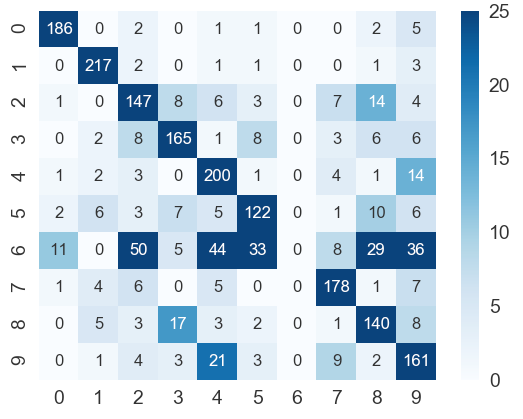 0 186 0 2 0 1 1 0 0 2 5
1 0 217 2 0 1 1 0 0 1 3
2 1 0 147 8 6 3 0 7 14 4
3 0 2 8 165 1 8 0 3 6 6
4 1 2 3 0 200 1 0 4 1 14
5 2 6 3 7 5 122 0 1 10 6
6 11 0 50 5 44 33 0 8 29 36
7 1 4 6 0 5 0 0 178 1 7
8 0 5 3 17 3 2 0 1 140 8
9 0 1 4 3 21 3 0 9 2 161
0 1 2 3 4 5 6 7 8 9
25
20
15
10
5
0